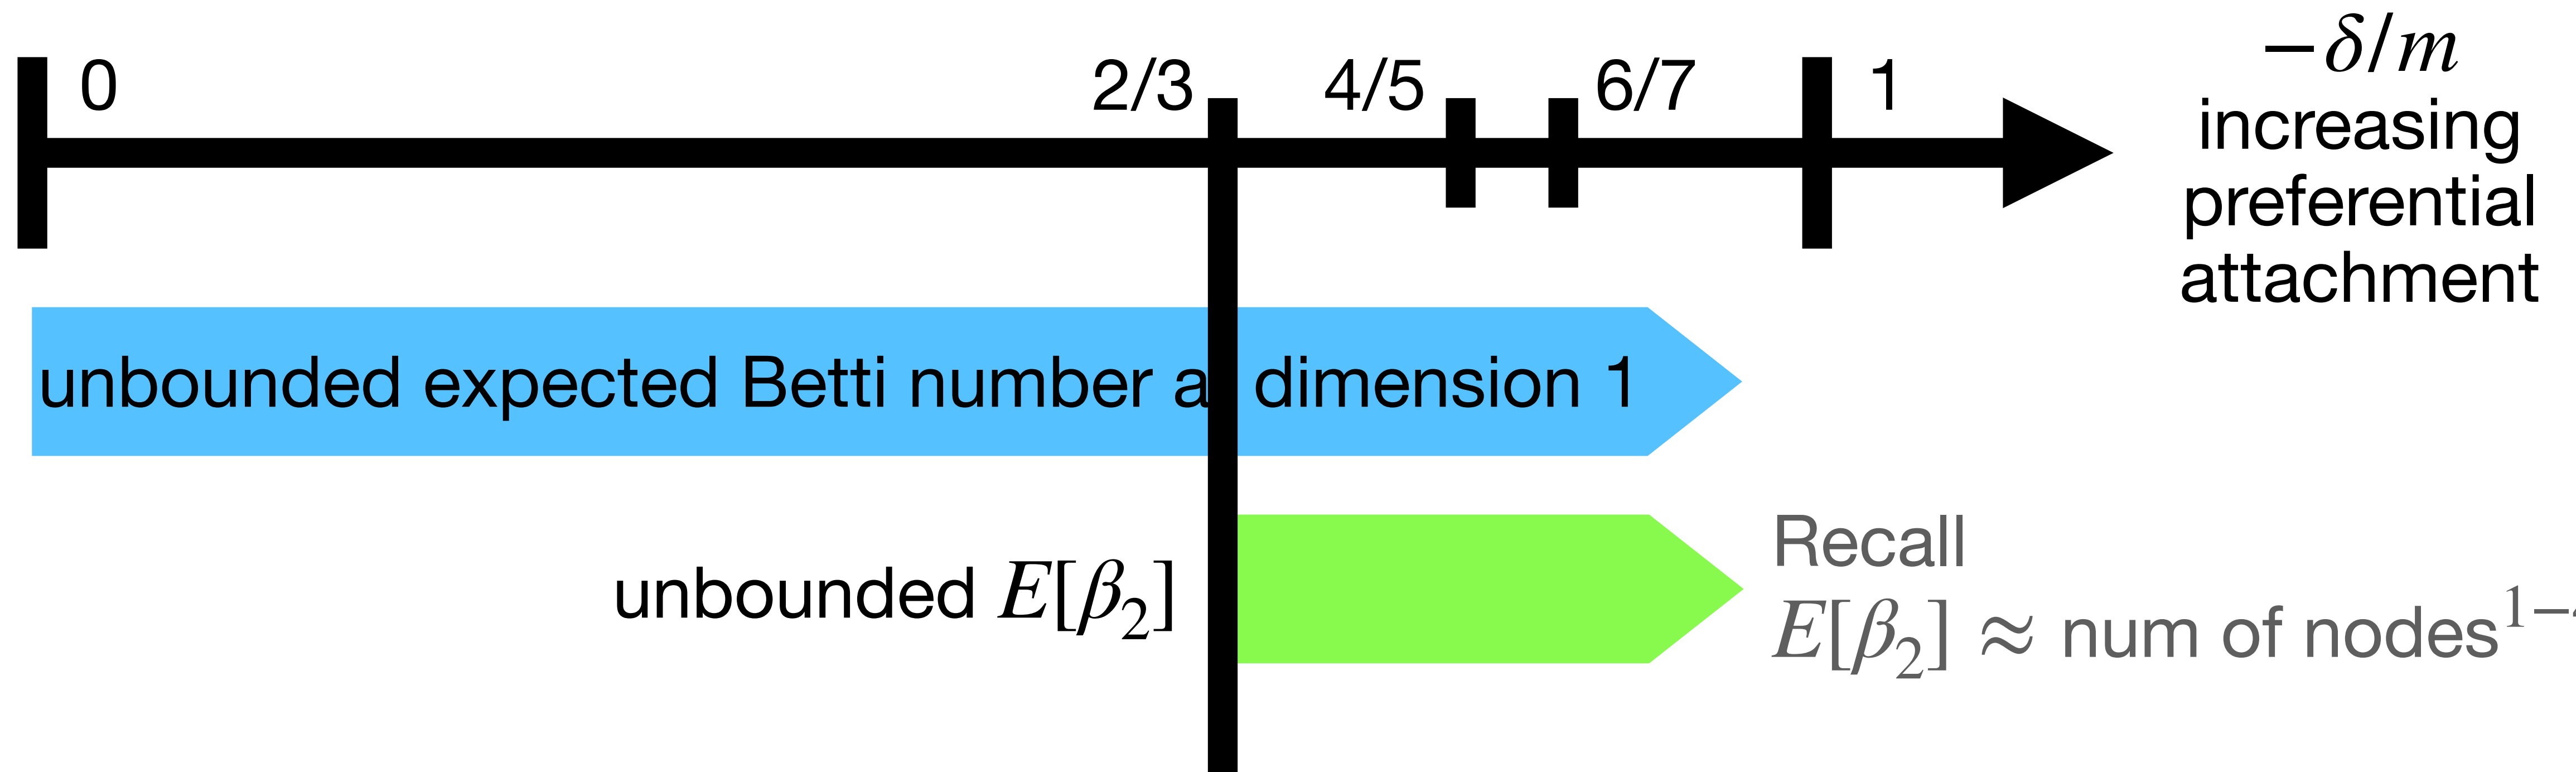 0
2/3
4/5
6/7
1
−δ/m
increasing
preferential
attachment
unbounded expected Betti number a dimension 1
unbounded E[β₂]
Recall
E[β₂] ≈ num of nodes¹⁻